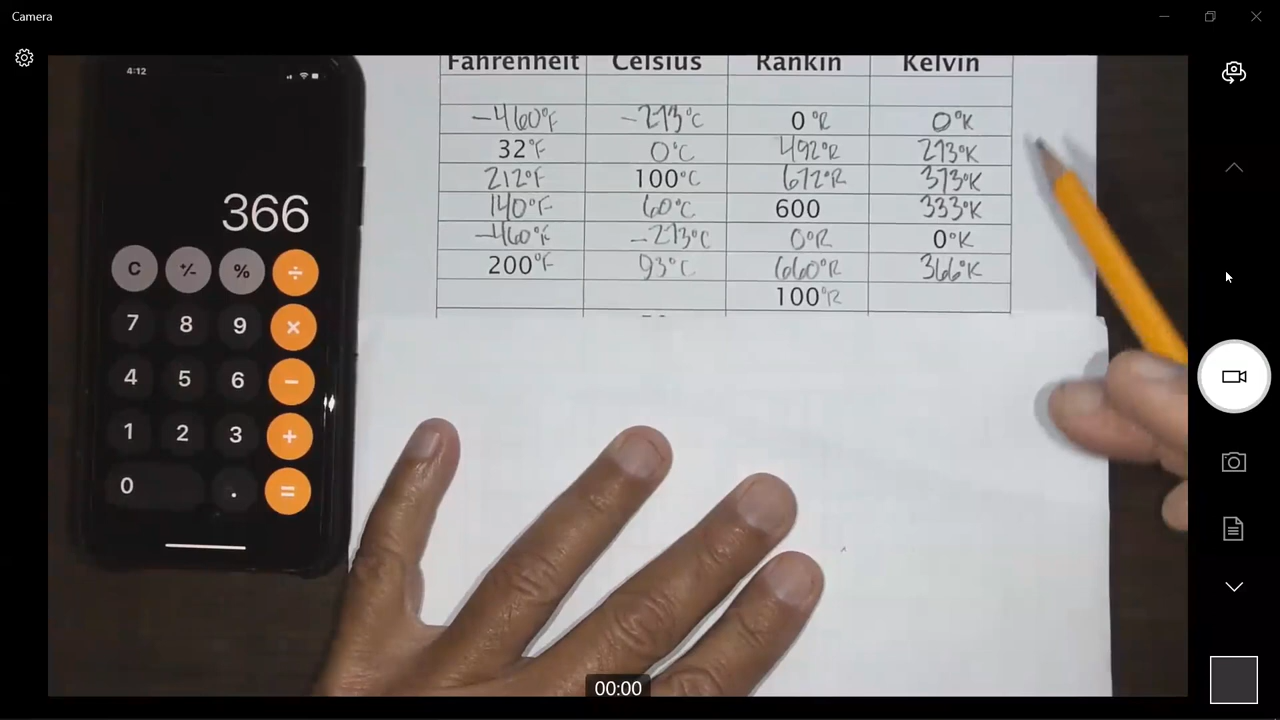 Camera
4:12
366
C +/- % ÷
7 8 9 ×
4 5 6 −
1 2 3 +
0 . =
Fahrenheit Celsius Rankin Kelvin
-460°F -273°C 0°R 0°K
32°F 0°C 492°R 273°K
212°F 100°C 672°R 373°K
140°F 60°C 600 333°K
-460°F -273°C 0°R 0°K
200°F 93°C 660°R 366°K
100°R
00:00